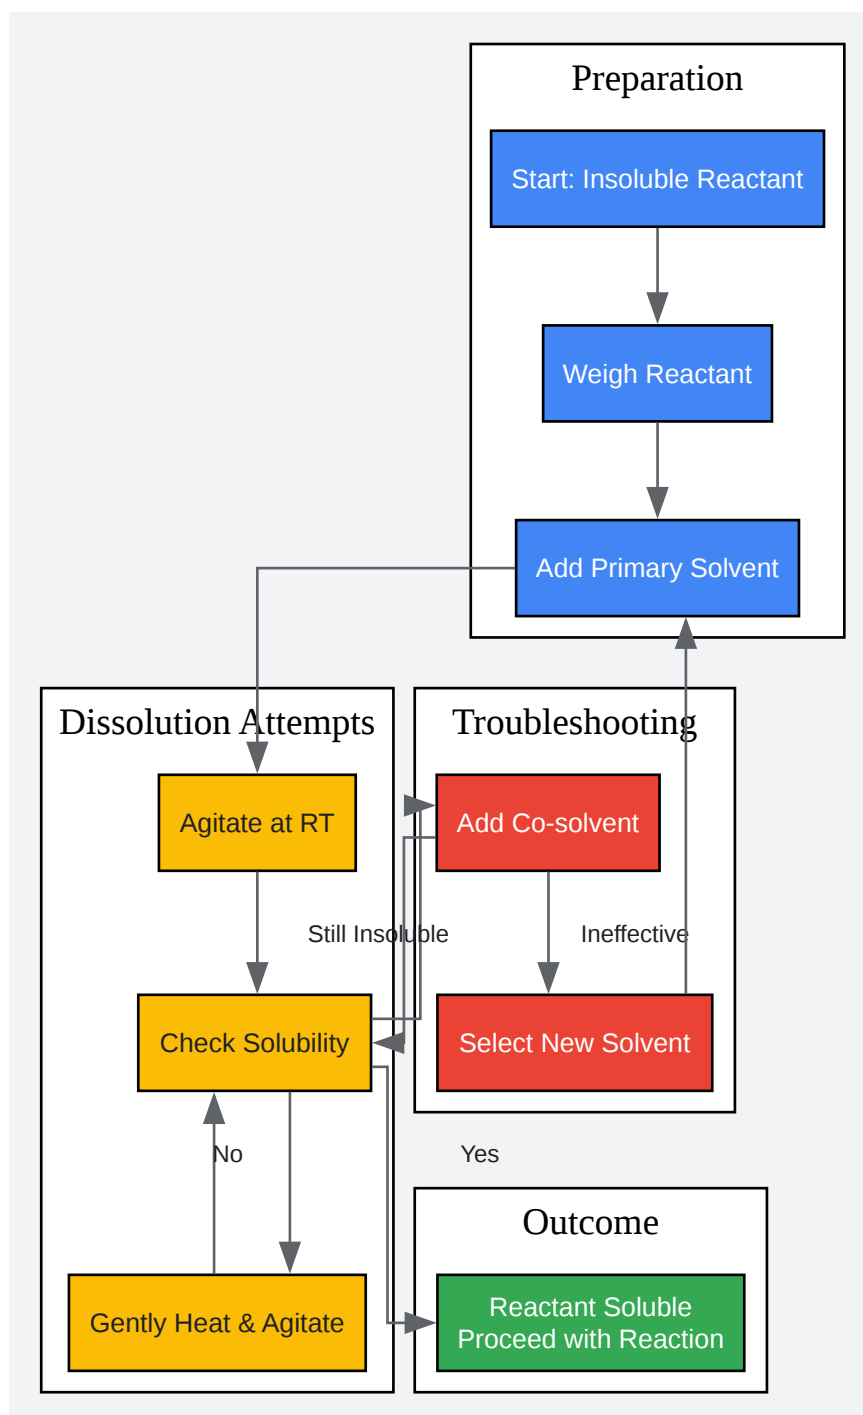 Preparation
Start: Insoluble Reactant
Weigh Reactant
Add Primary Solvent
Dissolution Attempts
Troubleshooting
Agitate at RT
Add Co-solvent
Still Insoluble
Ineffective
Check Solubility
Select New Solvent
No
Yes
Outcome
Gently Heat & Agitate
Reactant Soluble
Proceed with Reaction